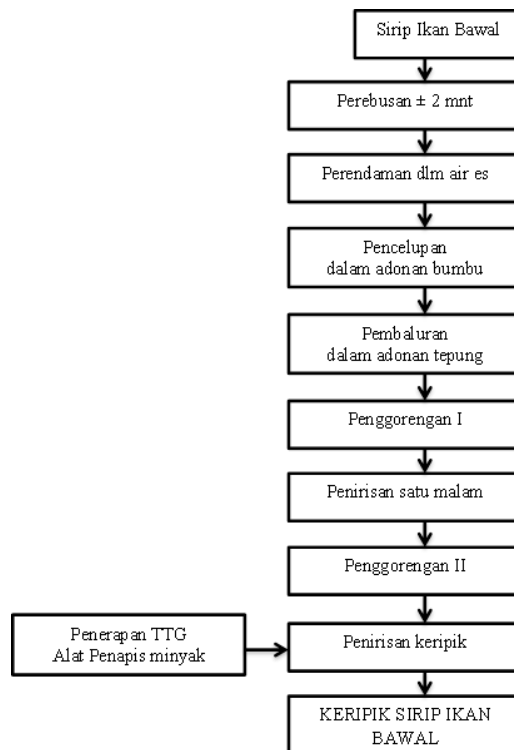 Sirip Ikan Bawal
Perebusan ± 2 mnt
Perendaman dlm air es
Pencelupan
dalam adonan bumbu
Pembaluran
dalam adonan tepung
Penggorengan I
Penirisan satu malam
Penggorengan II
Penerapan TTG
Alat Penapis minyak
Penirisan keripik
KERIPIK SIRIP IKAN
BAWAL